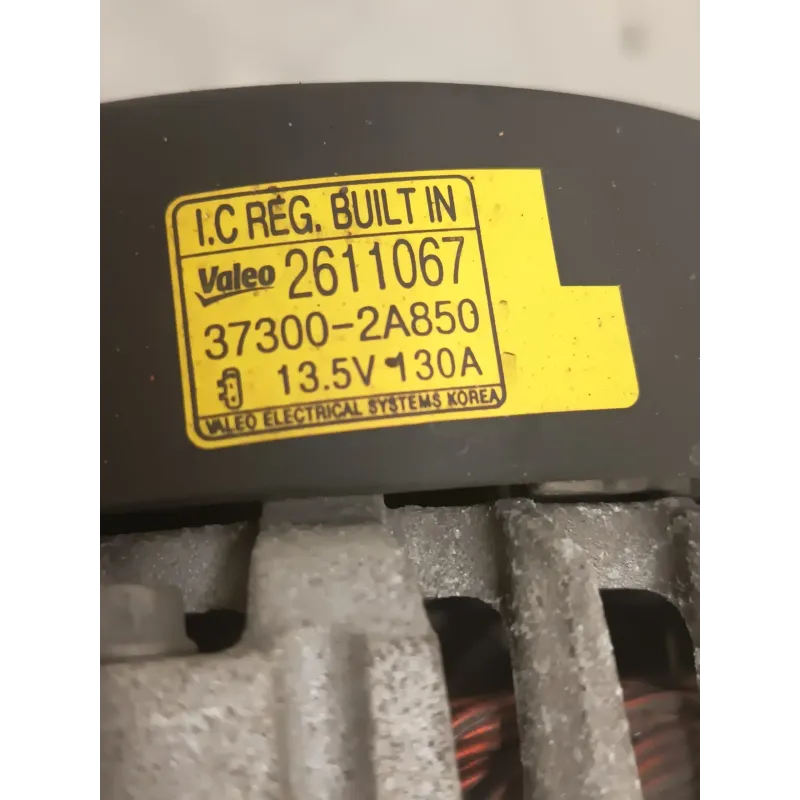 I.C REG. BUILT IN
Valeo 2611067
37300-2A850
13.5V 130A
VALEO ELECTRICAL SYSTEMS KOREA